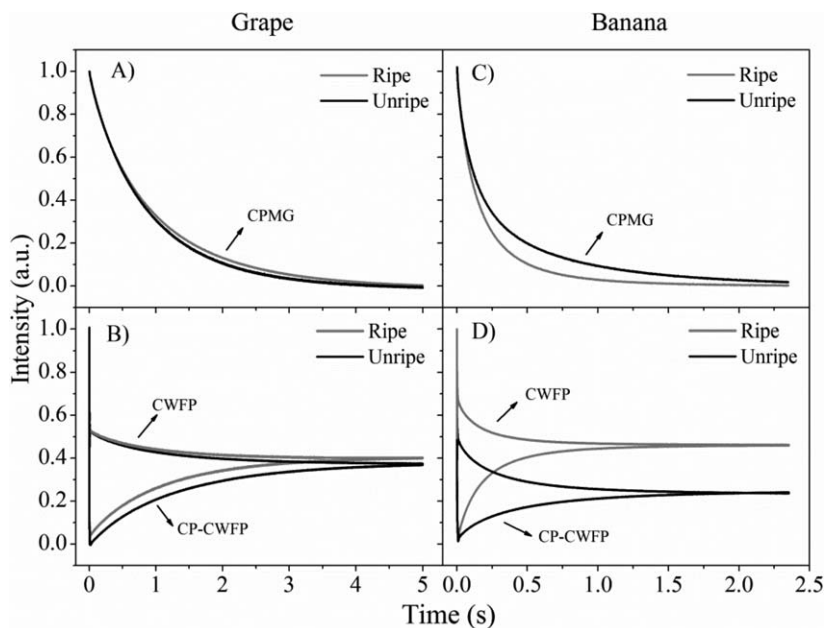 Grape
Banana
Intensity (a.u.)
A)
Ripe
Unripe
CPMG
1.0
0.8
0.6
0.4
0.2
0.0
C)
Ripe
Unripe
CPMG
B)
Ripe
Unripe
CWFP
CP-CWFP
1.0
0.8
0.6
0.4
0.2
0.0
0
1
2
3
4
5
D)
Ripe
Unripe
CWFP
CP-CWFP
0.0
0.5
1.0
1.5
2.0
2.5
Time (s)